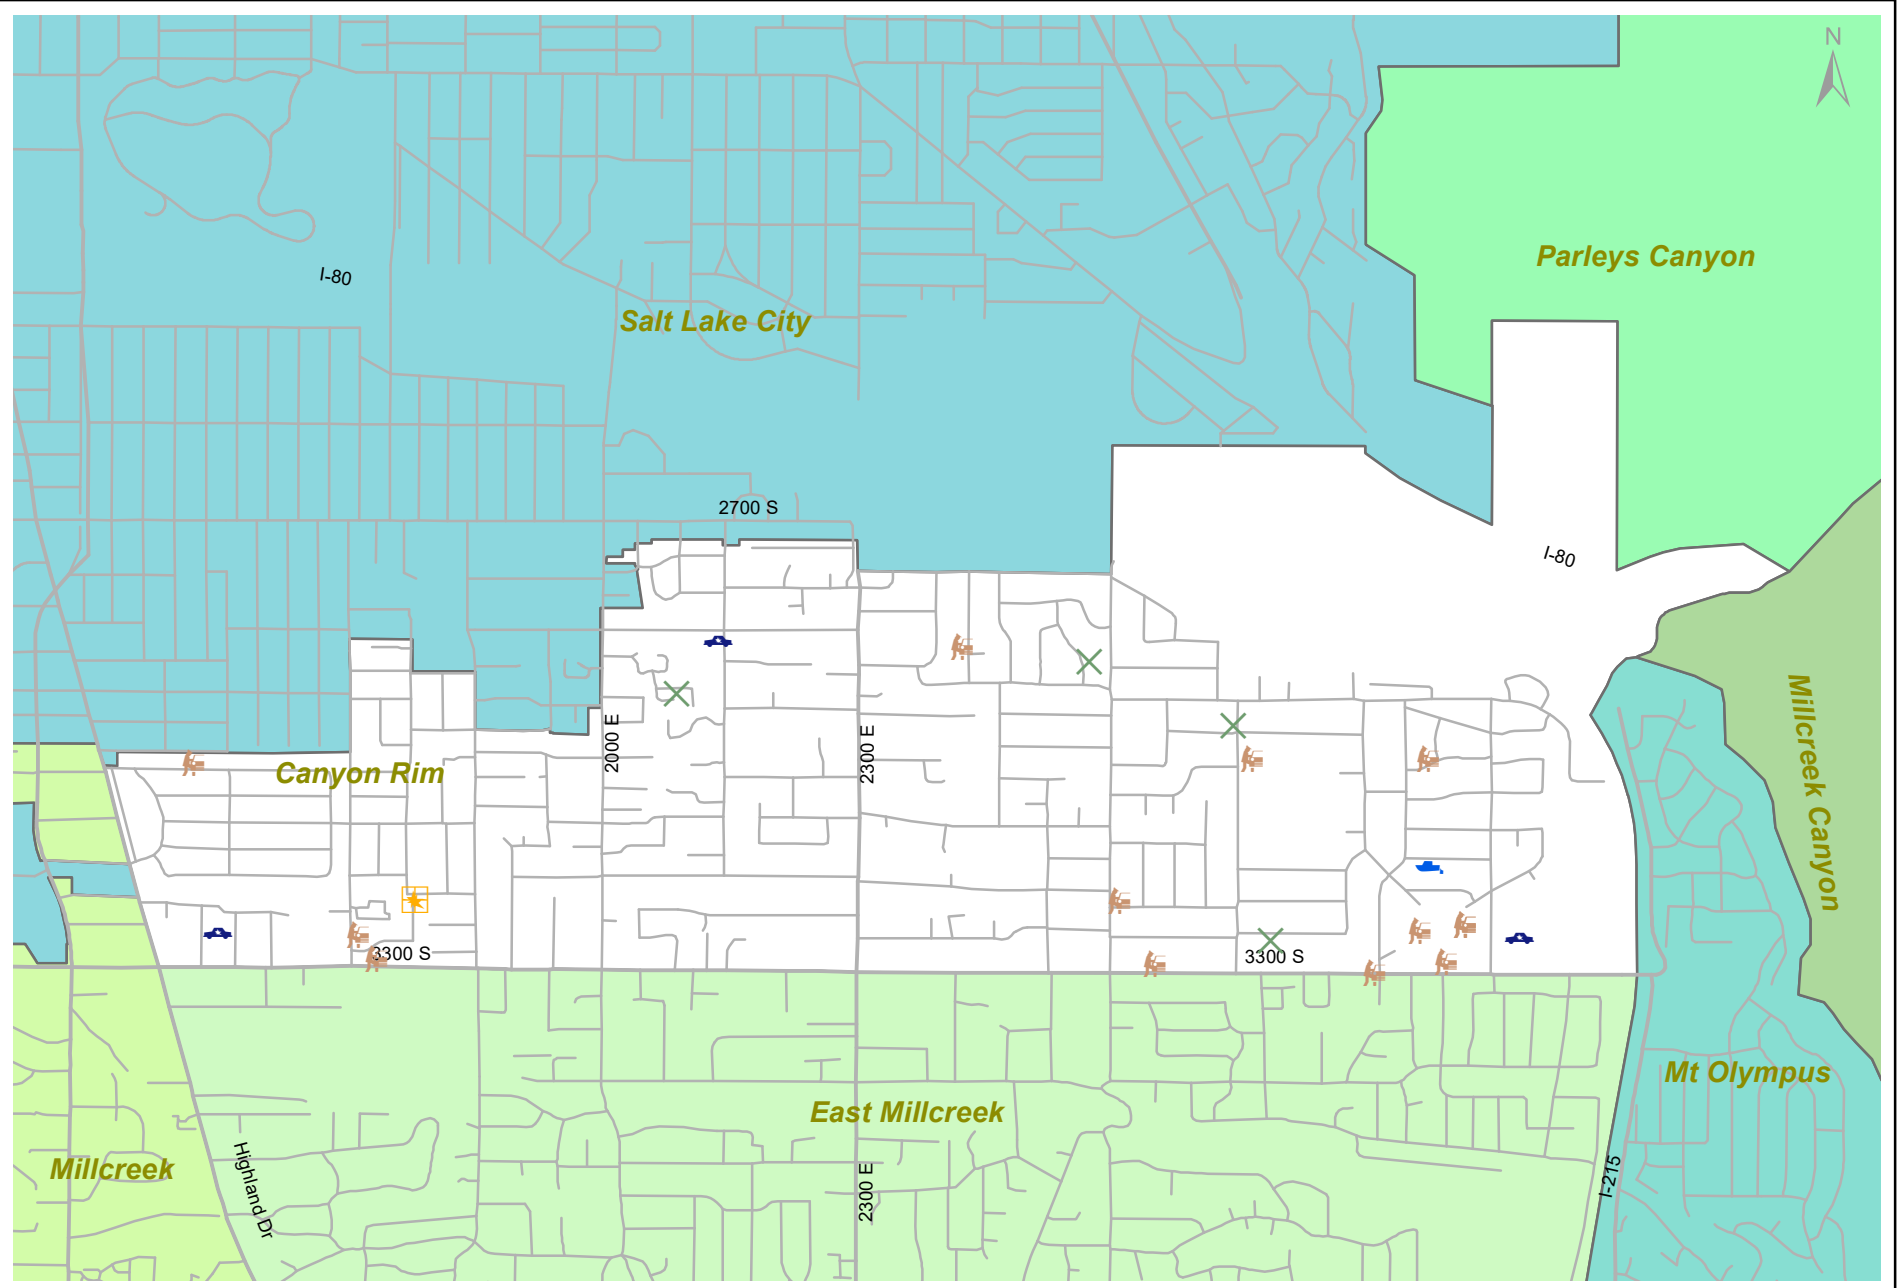 N
Parleys Canyon
I-80
Salt Lake City
2700 S
I-80
Canyon Rim
2000 E
2300 E
Millcreek Canyon
3300 S
3300 S
Mt Olympus
East Millcreek
Millcreek
Highland Dr
2300 E
I-215